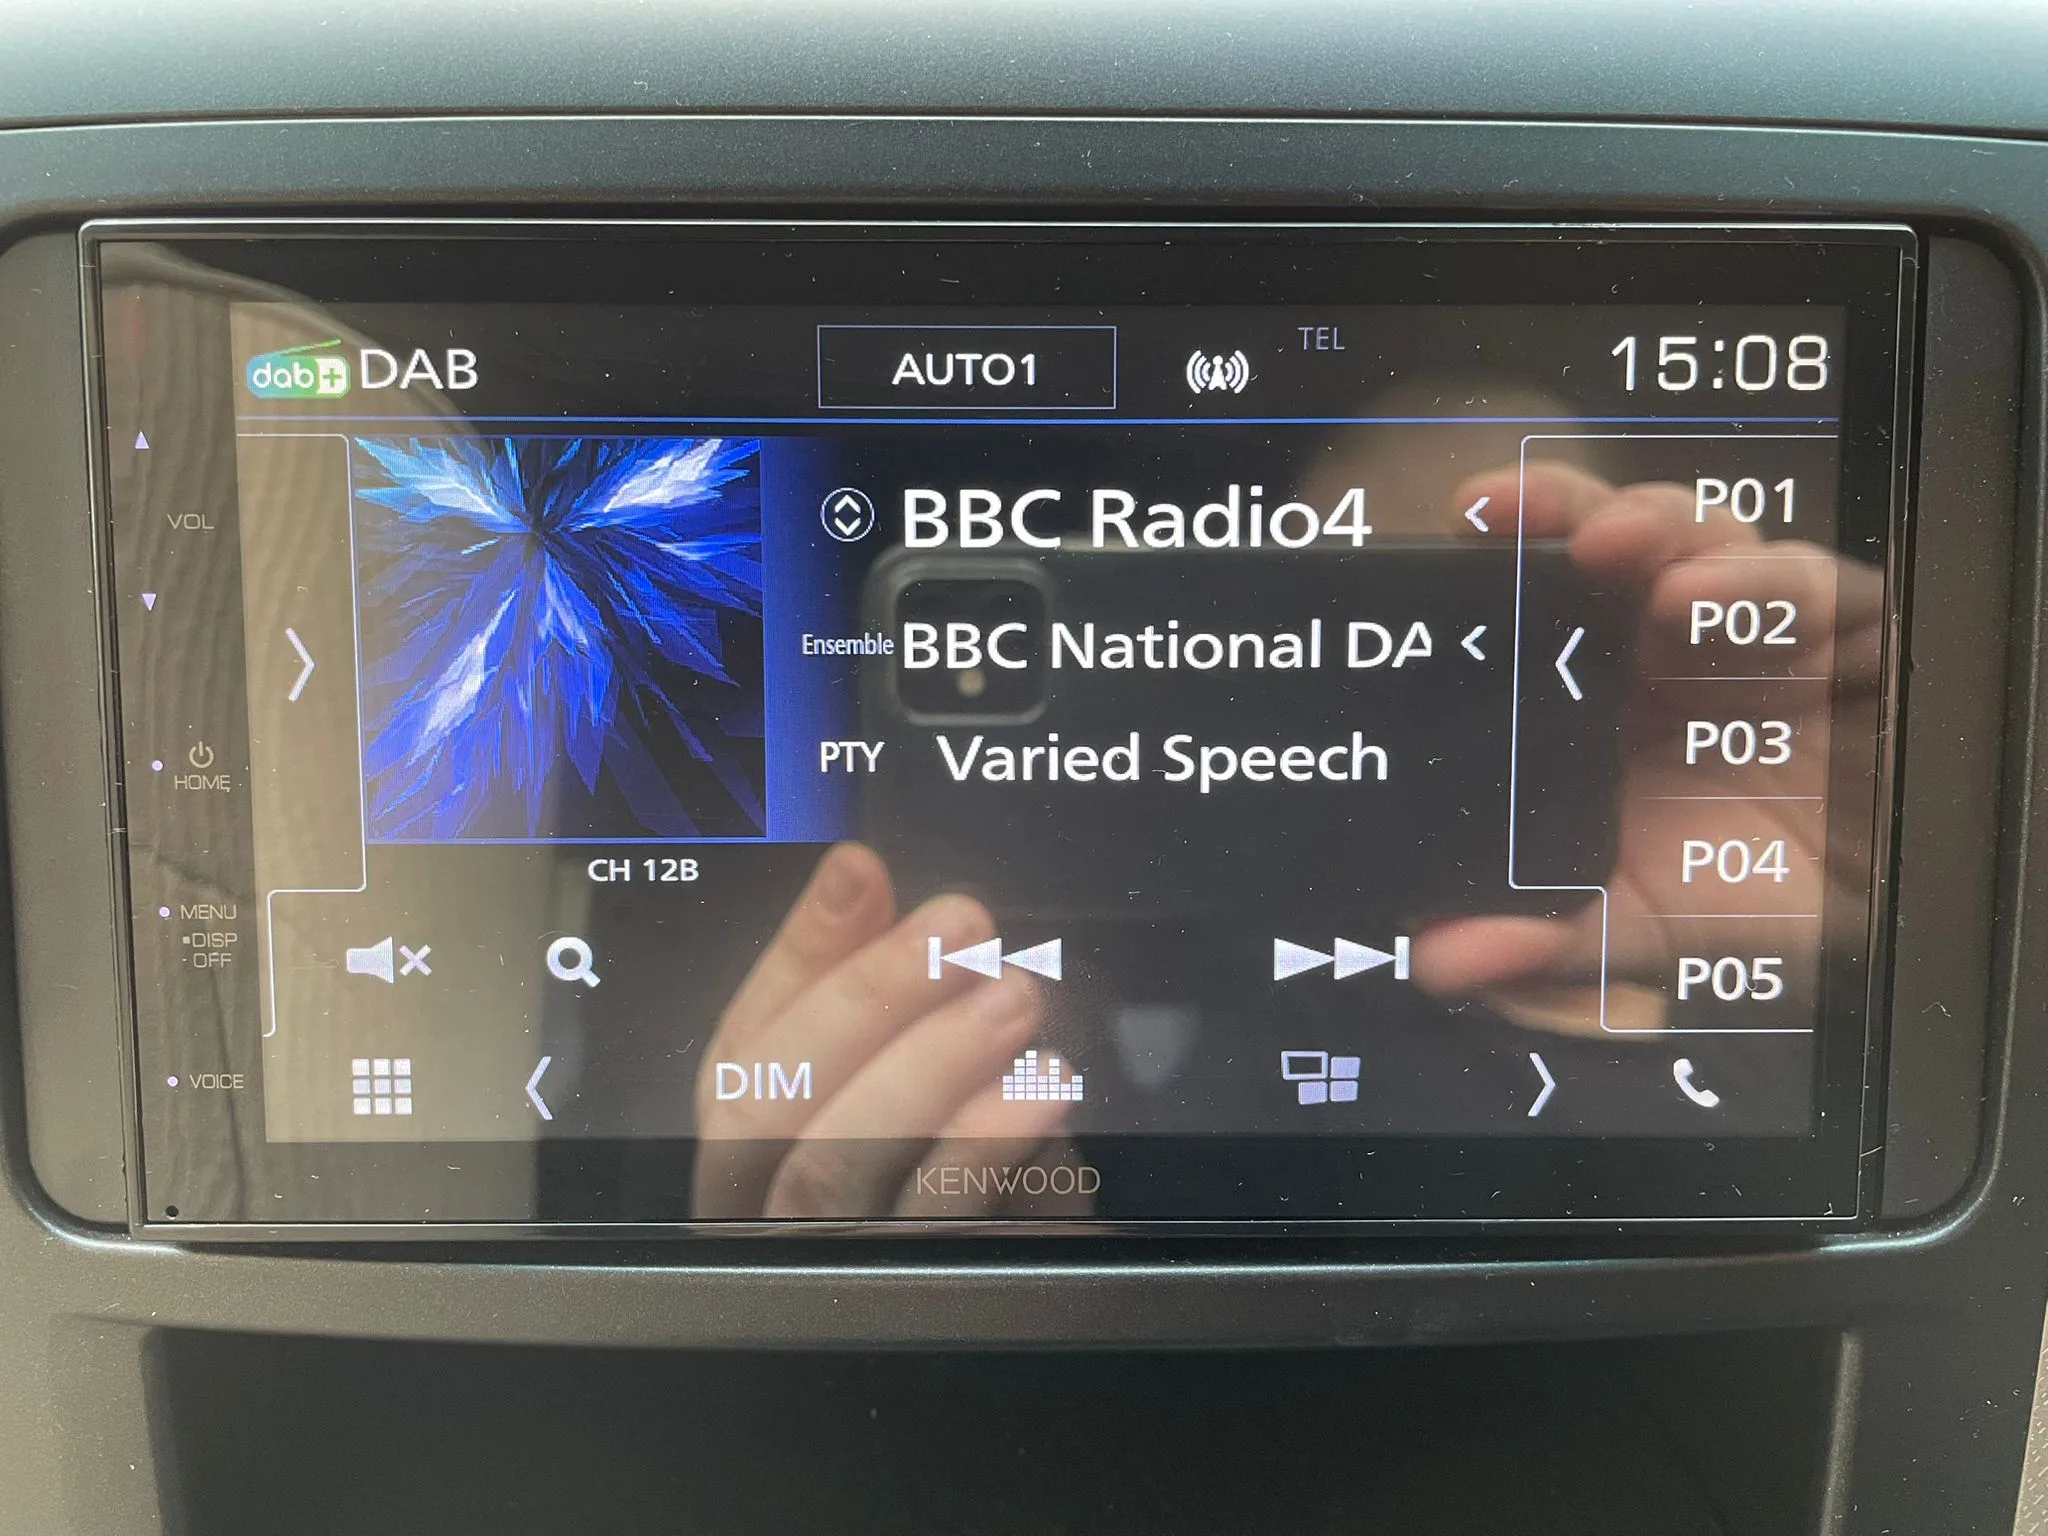 dab+ DAB
AUTO1
TEL
15:08
VOL
BBC Radio4
Ensemble BBC National DA
PTY Varied Speech
CH 12B
P01
P02
P03
P04
P05
HOME
MENU
DISP
OFF
VOICE
DIM
KENWOOD